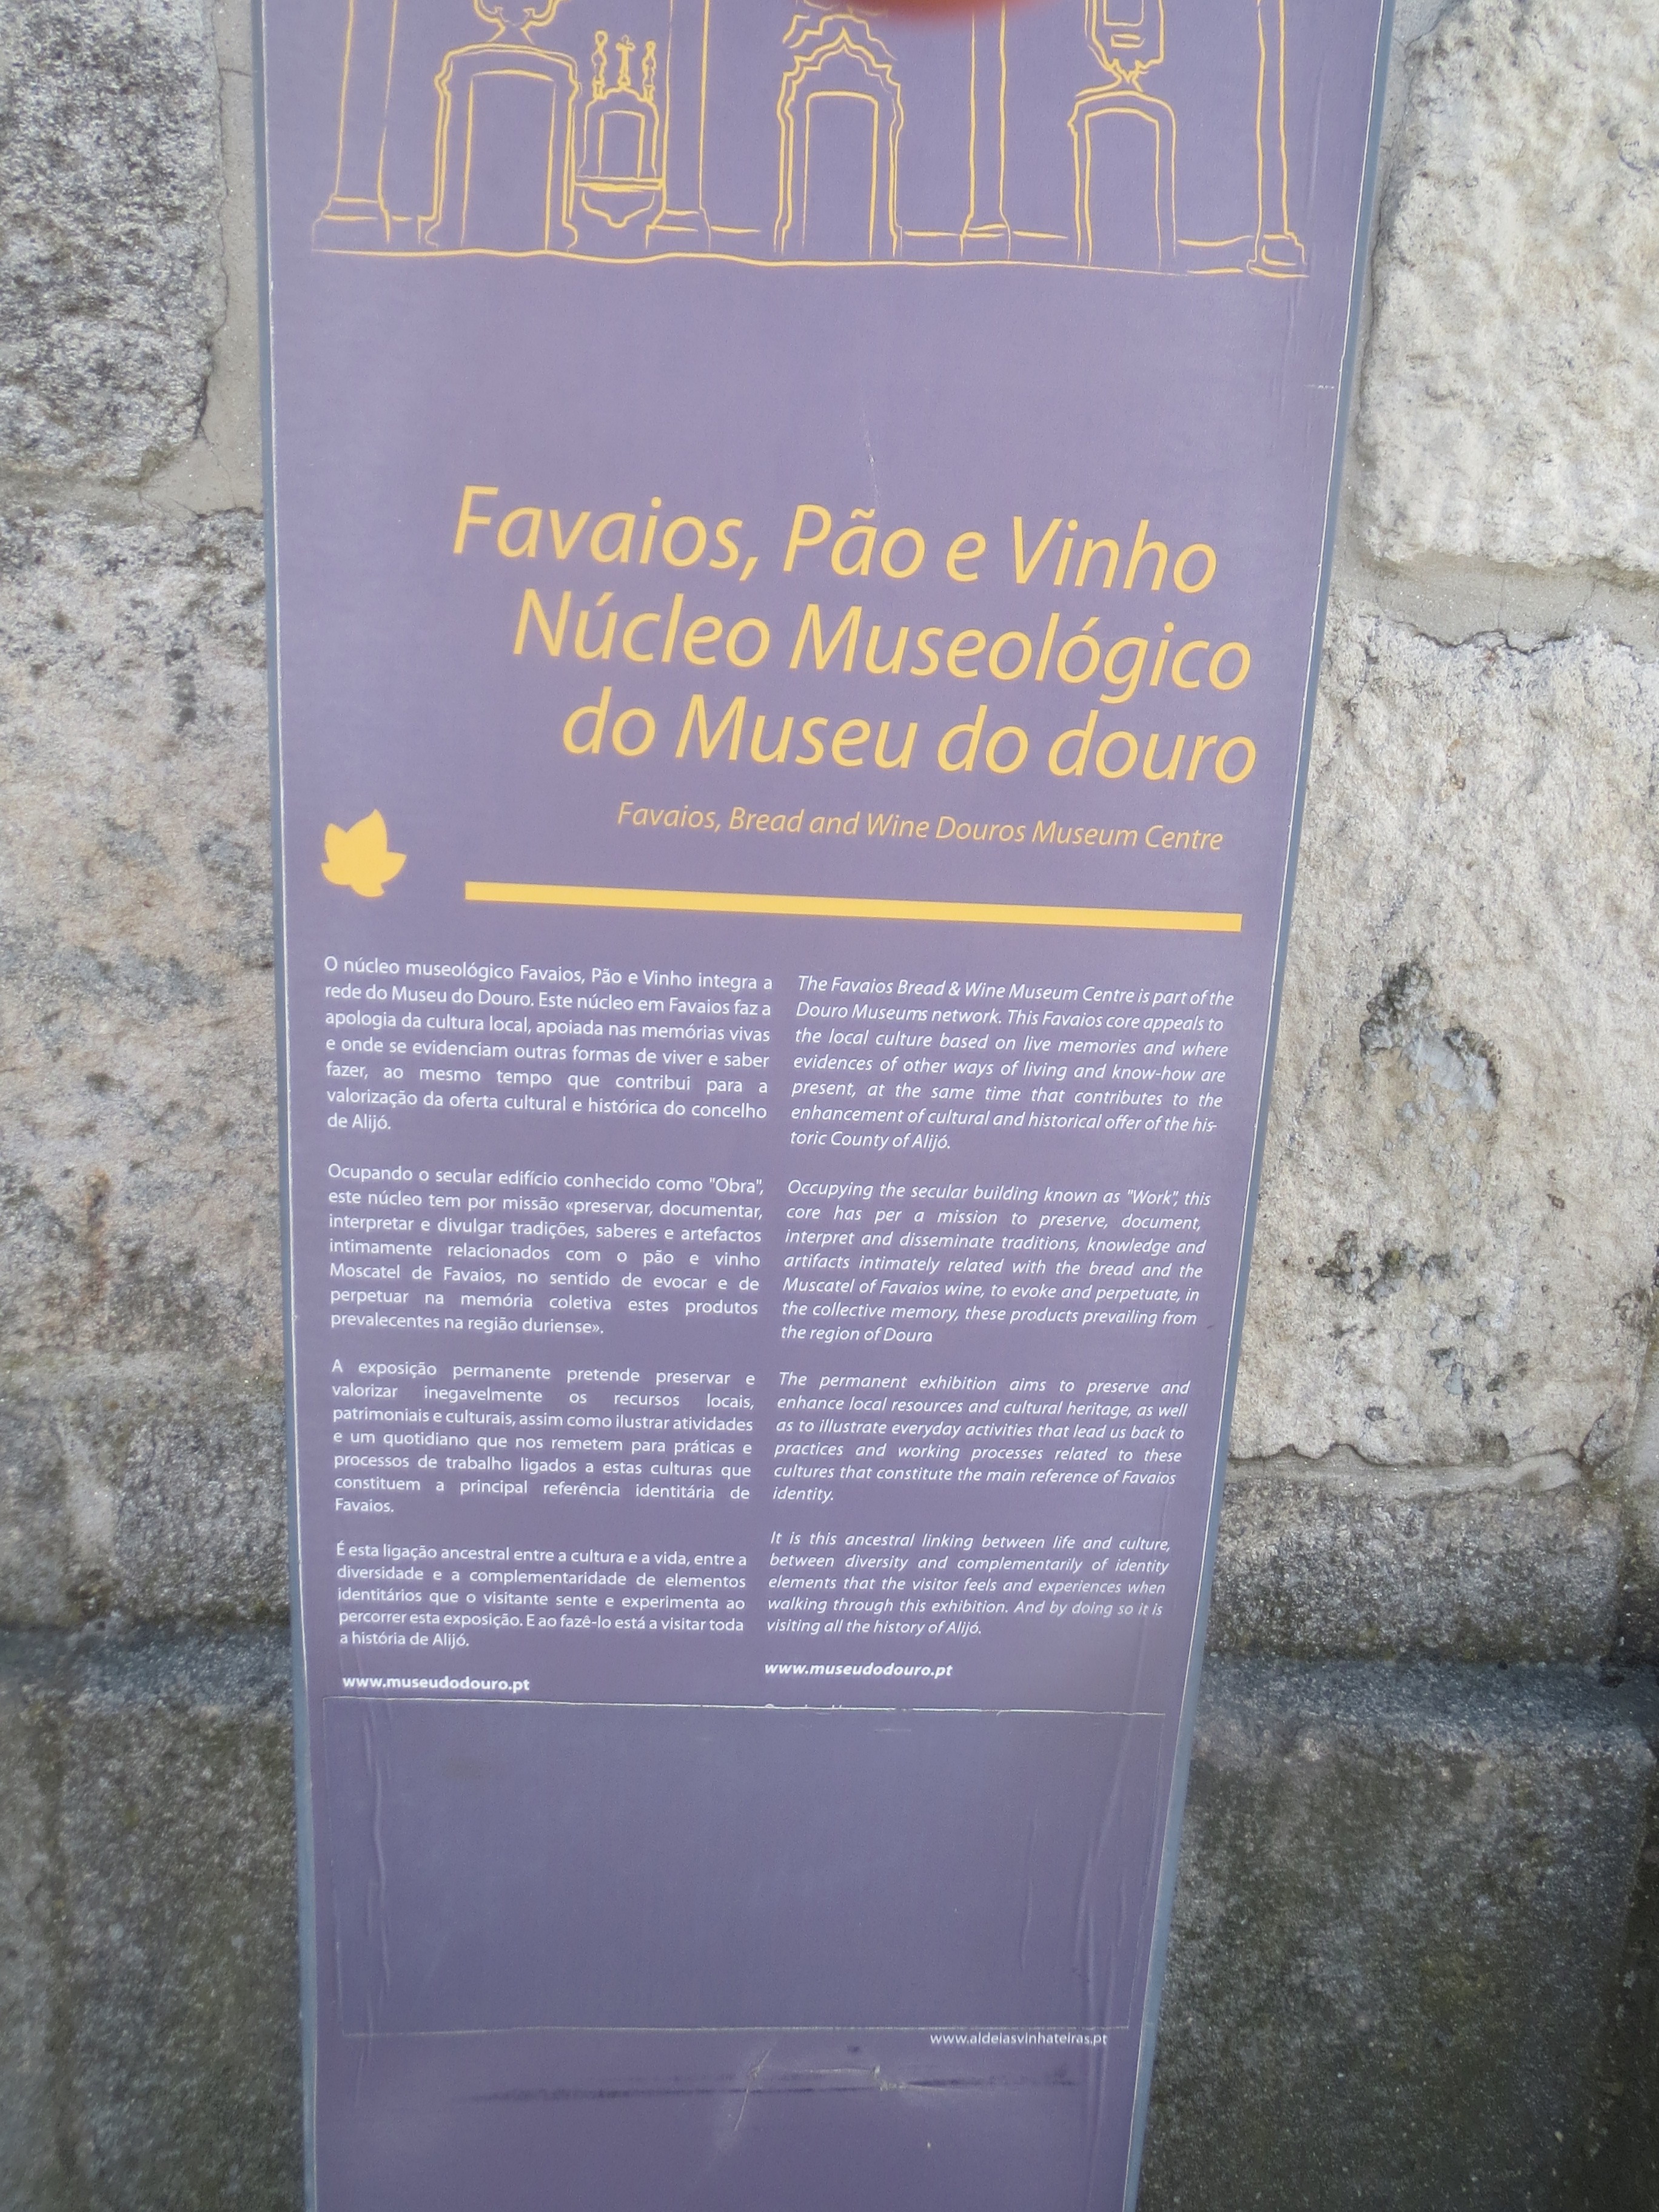 Favaios, Pão e Vinho
Núcleo Museológico
do Museu do douro
Favaios, Bread and Wine Douros Museum Centre
O núcleo museológico Favaios, Pão e Vinho integra a
rede do Museu do Douro. Este núcleo em Favaios faz a
apologia da cultura local, apoiada nas memórias vivas
e onde se evidenciam outras formas de viver e saber
fazer, ao mesmo tempo que contribui para a
valorização da oferta cultural e histórica do concelho
de Alijó.
Ocupando o secular edifício conhecido como "Obra",
este núcleo tem por missão «preservar, documentar,
interpretar e divulgar tradições, saberes e artefactos
intimamente relacionados com o pão e vinho
Moscatel de Favaios, no sentido de evocar e de
perpetuar na memória coletiva estes produtos
prevalecentes na região duriense».
A exposição permanente pretende preservar e
valorizar inegavelmente os recursos locais,
patrimoniais e culturais, assim como ilustrar atividades
e um quotidiano que nos remetem para práticas e
processos de trabalho ligados a estas culturas que
constituem a principal referência identitária de
Favaios.
É esta ligação ancestral entre a cultura e a vida, entre a
diversidade e a complementaridade de elementos
identitários que o visitante sente e experimenta ao
percorrer esta exposição. E ao fazê-lo está a visitar toda
a história de Alijó.
www.museudodouro.pt
The Favaios Bread & Wine Museum Centre is part of the
Douro Museums network. This Favaios core appeals to
the local culture based on live memories and where
evidences of other ways of living and know-how are
present, at the same time that contributes to the
enhancement of cultural and historical offer of the his-
toric County of Alijó.
Occupying the secular building known as "Work", this
core has per a mission to preserve, document,
interpret and disseminate traditions, knowledge and
artifacts intimately related with the bread and the
Muscatel of Favaios wine, to evoke and perpetuate, in
the collective memory, these products prevailing from
the region of Douro.
The permanent exhibition aims to preserve and
enhance local resources and cultural heritage, as well
as to illustrate everyday activities that lead us back to
practices and working processes related to these
cultures that constitute the main reference of Favaios
identity.
It is this ancestral linking between life and culture,
between diversity and complementarily of identity
elements that the visitor feels and experiences when
walking through this exhibition. And by doing so it is
visiting all the history of Alijó.
www.museudodouro.pt
www.aldeiasvinhateiras.pt